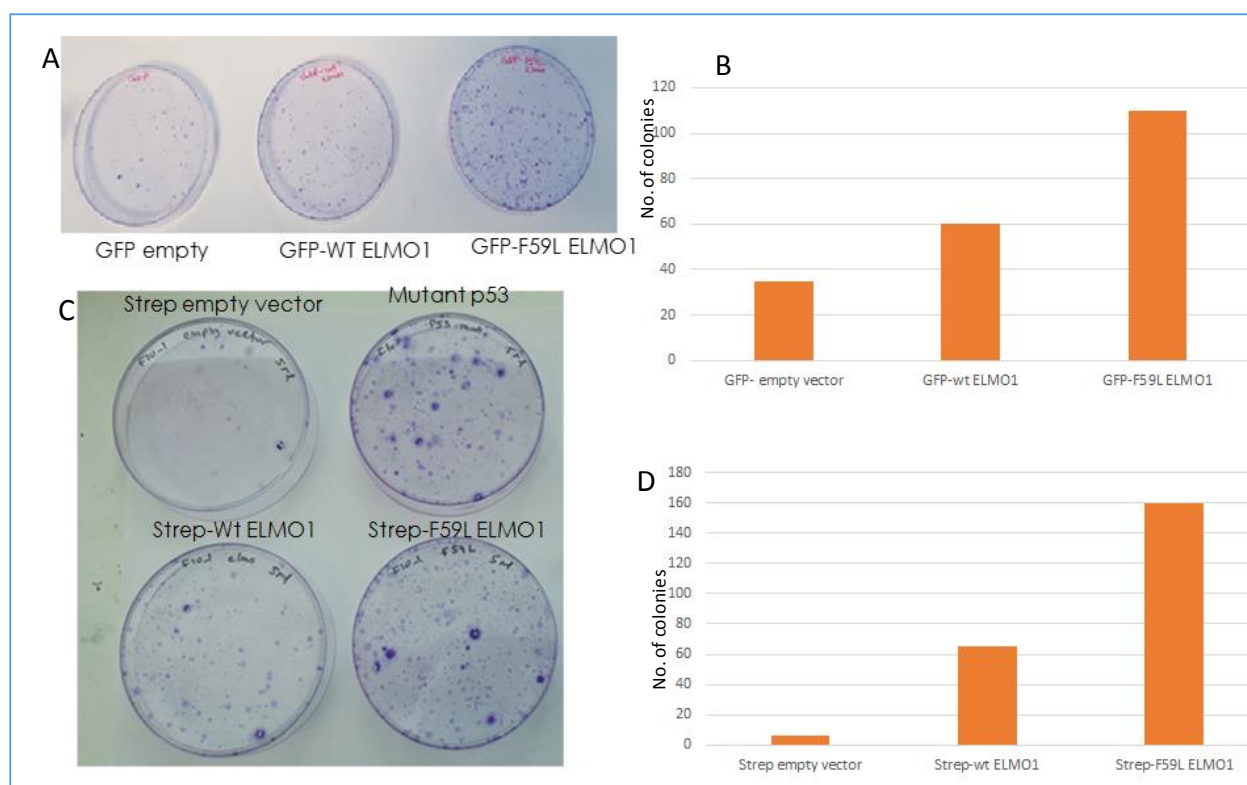 A
GFP empty
GFP-WT ELMO1
GFP-F59L ELMO1
B
No. of colonies
120
100
80
60
40
20
0
GFP- empty vector
GFP-wt ELMO1
GFP-F59L ELMO1
C
Strep empty vector
Mutant p53
empty vector
Strep-Wt ELMO1
Strep-F59L ELMO1
elmo
F59L
D
No. of colonies
180
160
140
120
100
80
60
40
20
0
Strep empty vector
Strep-wt ELMO1
Strep-F59L ELMO1